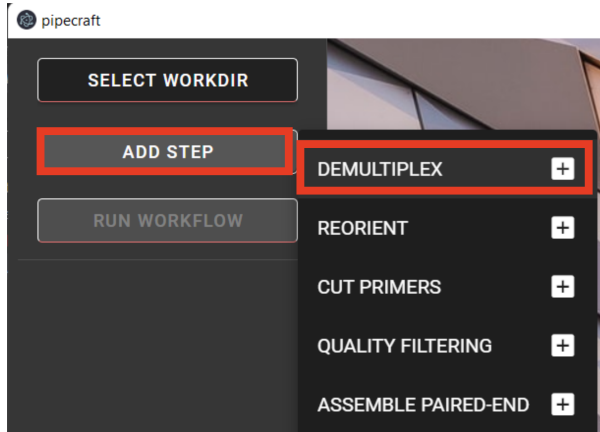 pipecraft
SELECT WORKDIR
ADD STEP
DEMULTIPLEX
REORIENT
RUN WORKFLOW
CUT PRIMERS
QUALITY FILTERING
ASSEMBLE PAIRED-END